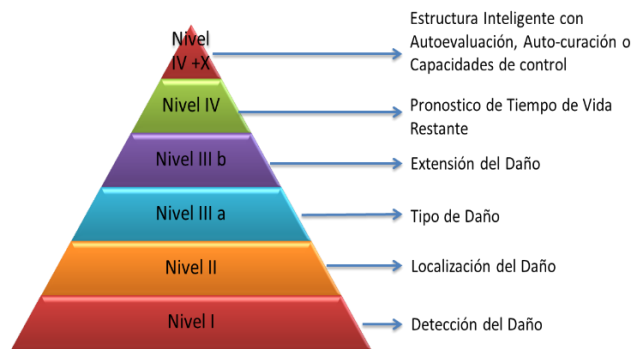 Nivel
IV +X
Estructura Inteligente con
Autoevaluación, Auto-curación o
Capacidades de control
Nivel IV
Pronostico de Tiempo de Vida
Restante
Nivel III b
Extensión del Daño
Nivel III a
Tipo de Daño
Nivel II
Localización del Daño
Nivel I
Detección del Daño